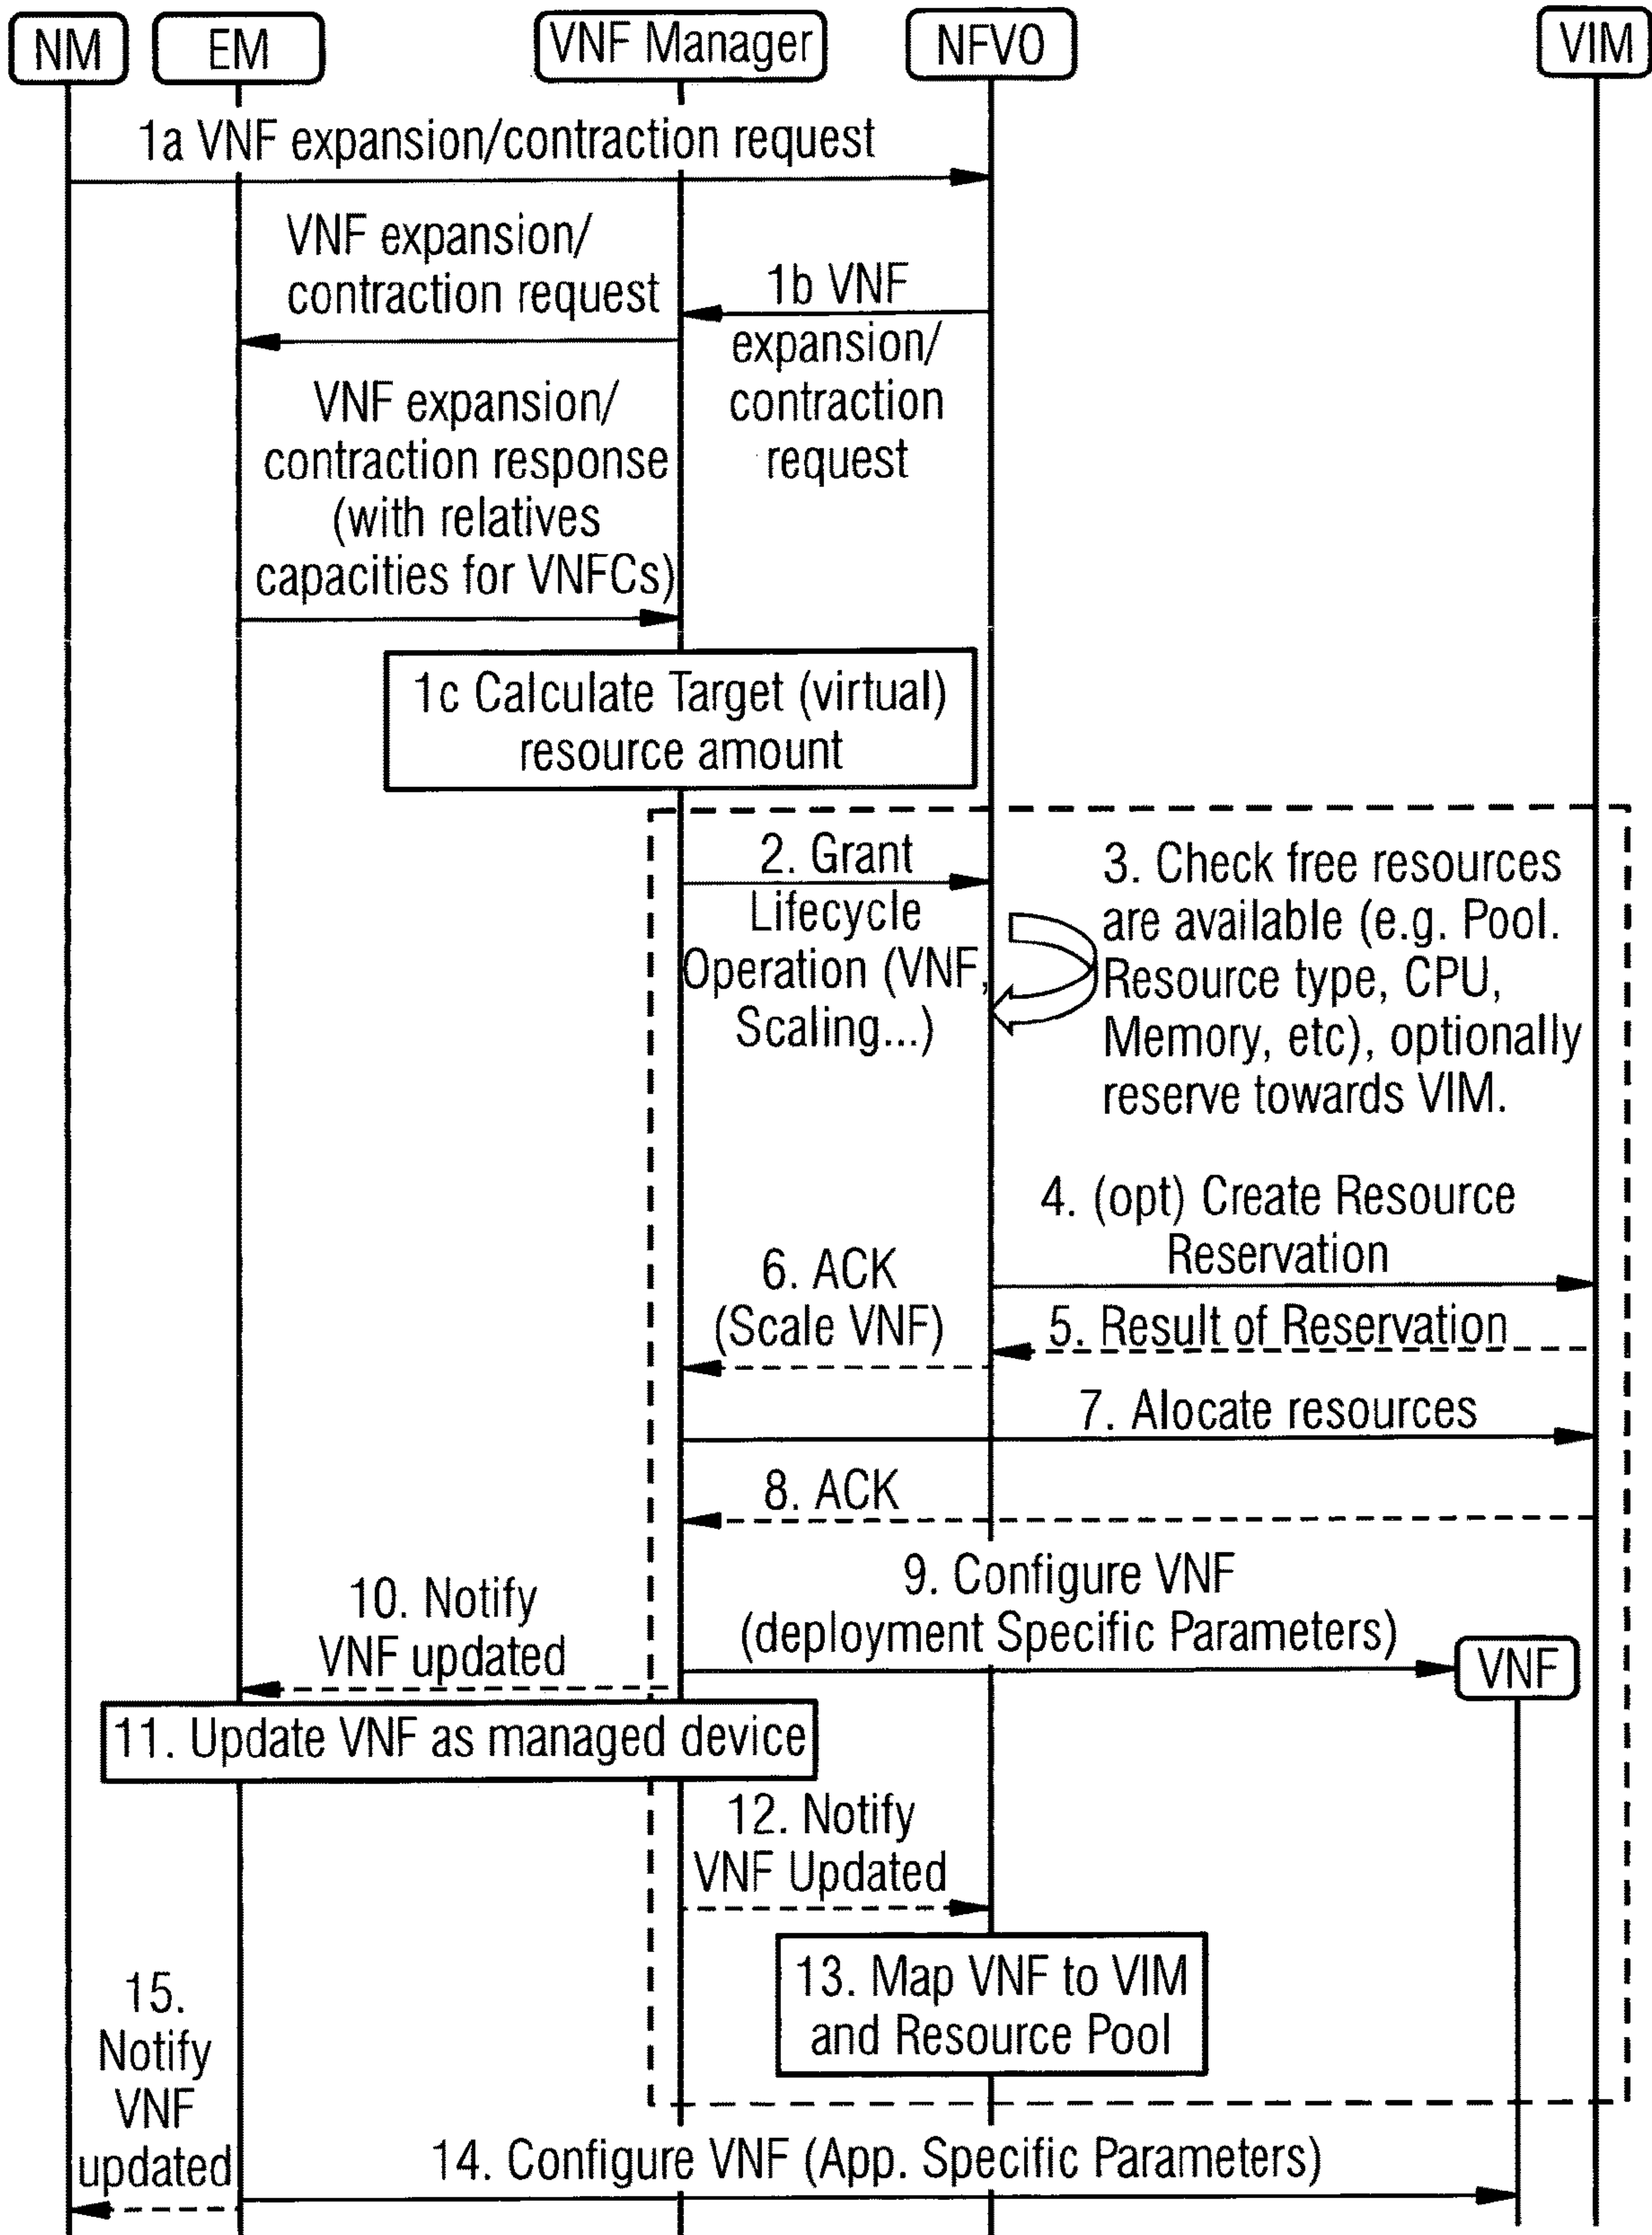 NM
EM
VNF Manager
NFVO
VIM
1a VNF expansion/contraction request
VNF expansion/
contraction request
1b VNF
expansion/
contraction
request
VNF expansion/
contraction response
(with relatives
capacities for VNFCs)
1c Calculate Target (virtual)
resource amount
2. Grant
Lifecycle
Operation (VNF,
Scaling...)
3. Check free resources
are available (e.g. Pool.
Resource type, CPU,
Memory, etc), optionally
reserve towards VIM.
4. (opt) Create Resource
Reservation
5. Result of Reservation
6. ACK
(Scale VNF)
7. Alocate resources
8. ACK
9. Configure VNF
(deployment Specific Parameters)
VNF
10. Notify
VNF updated
11. Update VNF as managed device
12. Notify
VNF Updated
13. Map VNF to VIM
and Resource Pool
14. Configure VNF (App. Specific Parameters)
15.
Notify
VNF
updated